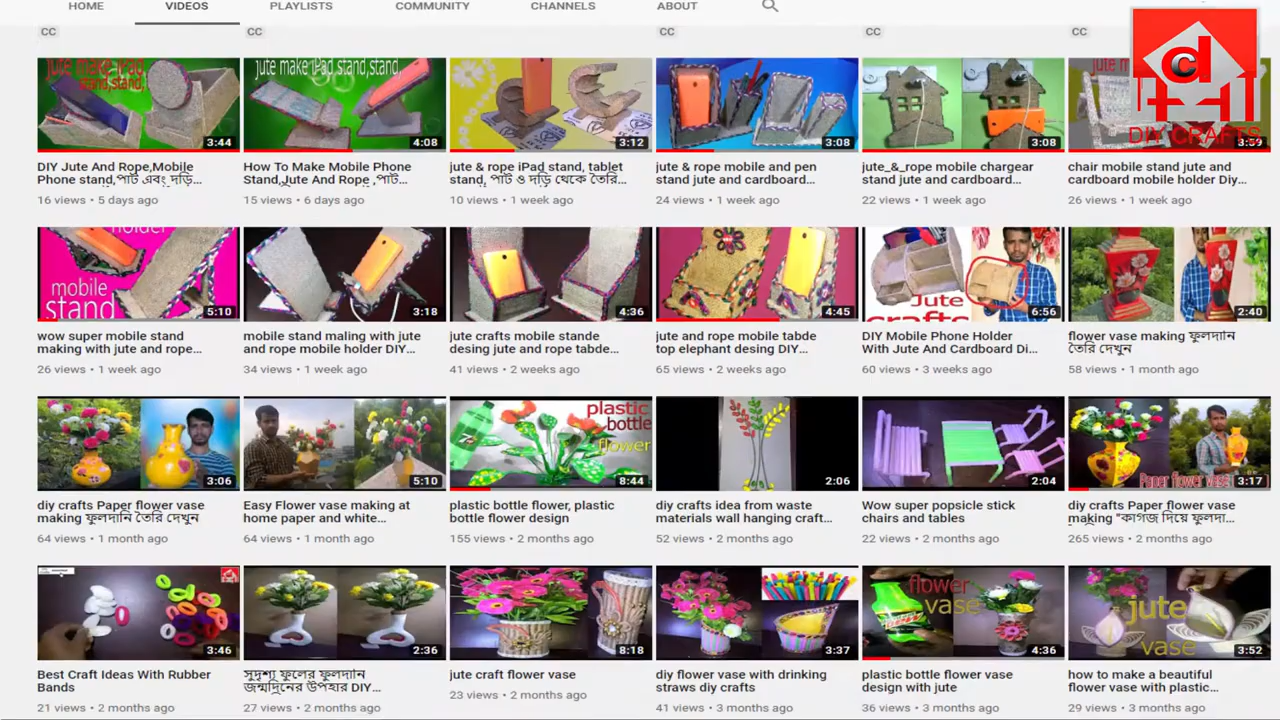 HOME VIDEOS PLAYLISTS COMMUNITY CHANNELS ABOUT
CC CC CC CC CC
jute make iPad
stand,stand,
jute make iPad,stand,stand,
jute m
d
c
DIY CRAFTS
3:44 4:08 3:12 3:08 3:08 3:59
DIY Jute And Rope,Mobile
Phone stand,পাট এবং দড়ি...
16 views • 5 days ago
How To Make Mobile Phone
Stand,Jute And Rope ,পাট...
15 views • 6 days ago
jute & rope iPad stand, tablet
stand, পাট ও দড়ি থেকে তৈরি...
10 views • 1 week ago
jute & rope mobile and pen
stand jute and cardboard...
24 views • 1 week ago
jute_&_rope mobile chargear
stand jute and cardboard...
22 views • 1 week ago
chair mobile stand jute and
cardboard mobile holder Diy...
26 views • 1 week ago
holder
mobile
stand
Jute
crafts
5:10 3:18 4:36 4:45 6:56 2:40
wow super mobile stand
making with jute and rope...
26 views • 1 week ago
mobile stand maling with jute
and rope mobile holder DIY...
34 views • 1 week ago
jute crafts mobile stande
desing jute and rope tabde...
41 views • 2 weeks ago
jute and rope mobile tabde
top elephant desing DIY...
65 views • 2 weeks ago
DIY Mobile Phone Holder
With Jute And Cardboard Di...
60 views • 3 weeks ago
flower vase making ফুলদানি
তৈরি দেখুন
58 views • 1 month ago
plastic
bottle
flower
Paper flower vase
3:06 5:10 8:44 2:06 2:04 3:17
diy crafts Paper flower vase
making ফুলদানি তৈরি দেখুন
64 views • 1 month ago
Easy Flower vase making at
home paper and white...
64 views • 1 month ago
plastic bottle flower, plastic
bottle flower design
155 views • 2 months ago
diy crafts idea from waste
materials wall hanging craft...
52 views • 2 months ago
Wow super popsicle stick
chairs and tables
22 views • 2 months ago
diy crafts Paper flower vase
making "কাগজ দিয়ে ফুলদা...
265 views • 2 months ago
flower
vase
jute
vase
3:46 2:36 8:18 3:37 4:36 3:52
Best Craft Ideas With Rubber
Bands
21 views • 2 months ago
সুদৃশ্য ফুলের ফুলদানি
জন্মদিনের উপহার DIY...
27 views • 2 months ago
jute craft flower vase
23 views • 2 months ago
diy flower vase with drinking
straws diy crafts
41 views • 3 months ago
plastic bottle flower vase
design with jute
36 views • 3 months ago
how to make a beautiful
flower vase with plastic...
29 views • 3 months ago